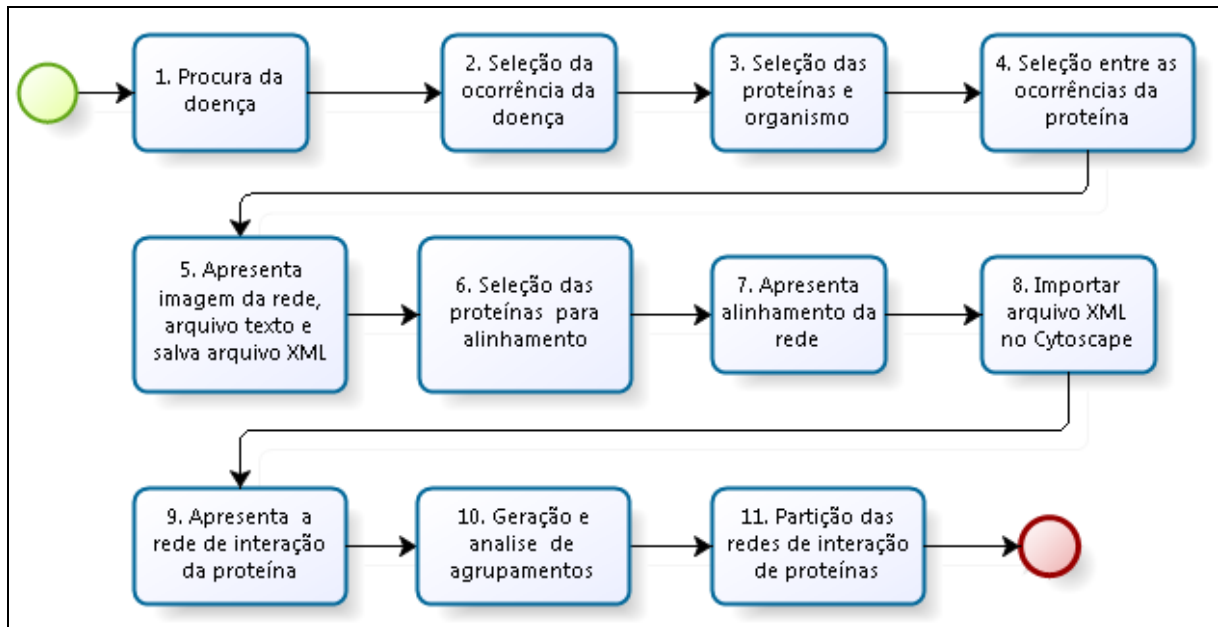 1. Procura da
doença
2. Seleção da
ocorrência da
doença
3. Seleção das
proteínas e
organismo
4. Seleção entre as
ocorrências da
proteína
5. Apresenta
imagem da rede,
arquivo texto e
salva arquivo XML
6. Seleção das
proteínas para
alinhamento
7. Apresenta
alinhamento da
rede
8. Importar
arquivo XML
no Cytoscape
9. Apresenta a
rede de interação
da proteína
10. Geração e
analise de
agrupamentos
11. Partição das
redes de interação
de proteínas